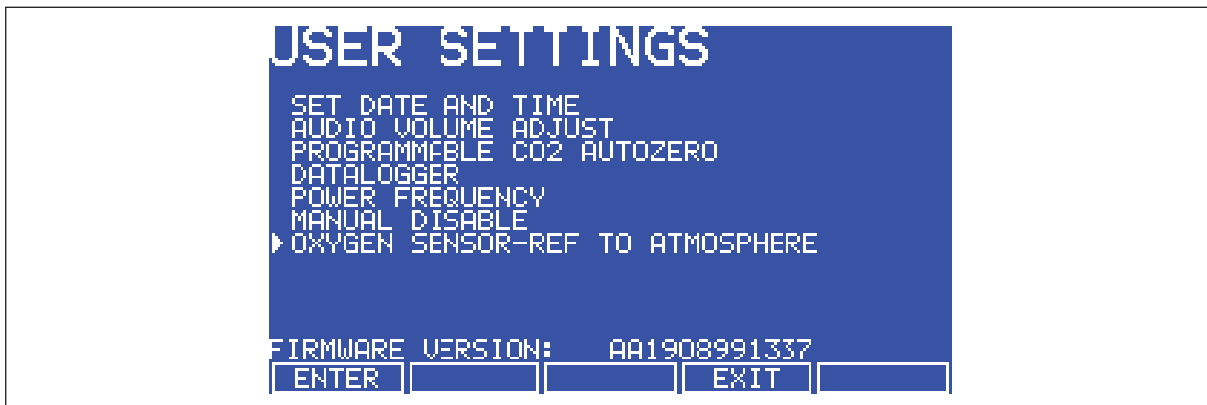 USER SETTINGS
SET DATE AND TIME
AUDIO VOLUME ADJUST
PROGRAMMABLE CO2 AUTOZERO
DATALOGGER
POWER FREQUENCY
MANUAL DISABLE
OXYGEN SENSOR-REF TO ATMOSPHERE
FIRMWARE VERSION: AA1908991337
ENTER EXIT